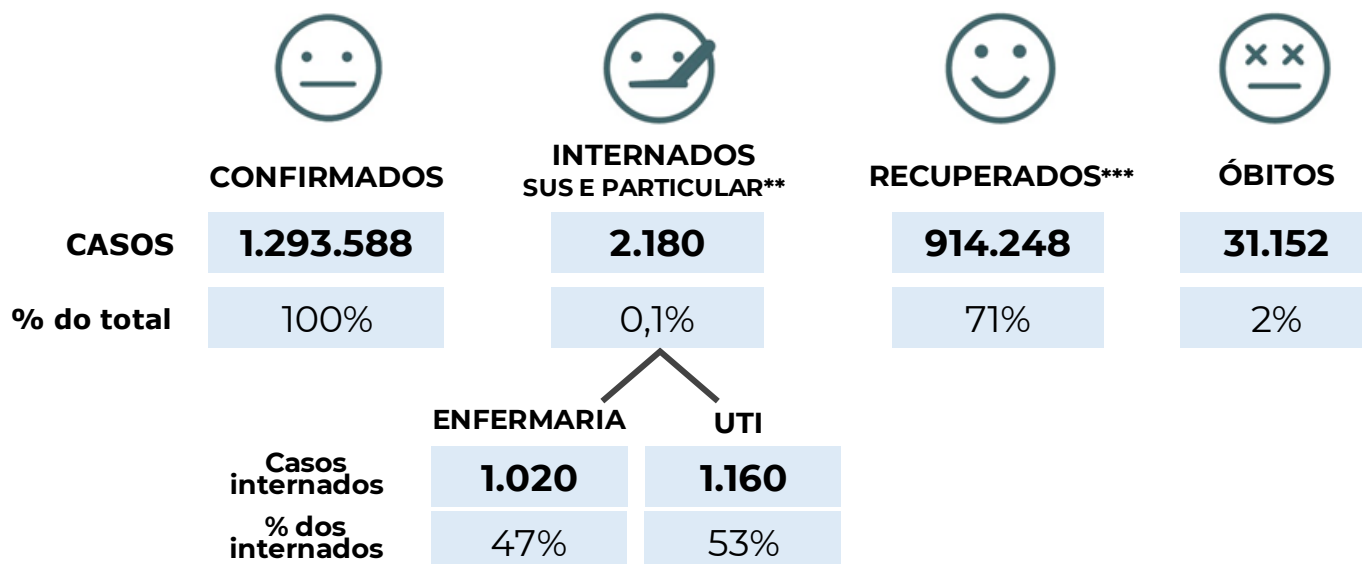 CONFIRMADOS
INTERNADOS
SUS E PARTICULAR**
RECUPERADOS***
ÓBITOS
CASOS 1.293.588 2.180 914.248 31.152
% do total 100% 0,1% 71% 2%
ENFERMARIA UTI
Casos
internados
1.020 1.160
% dos
internados
47% 53%